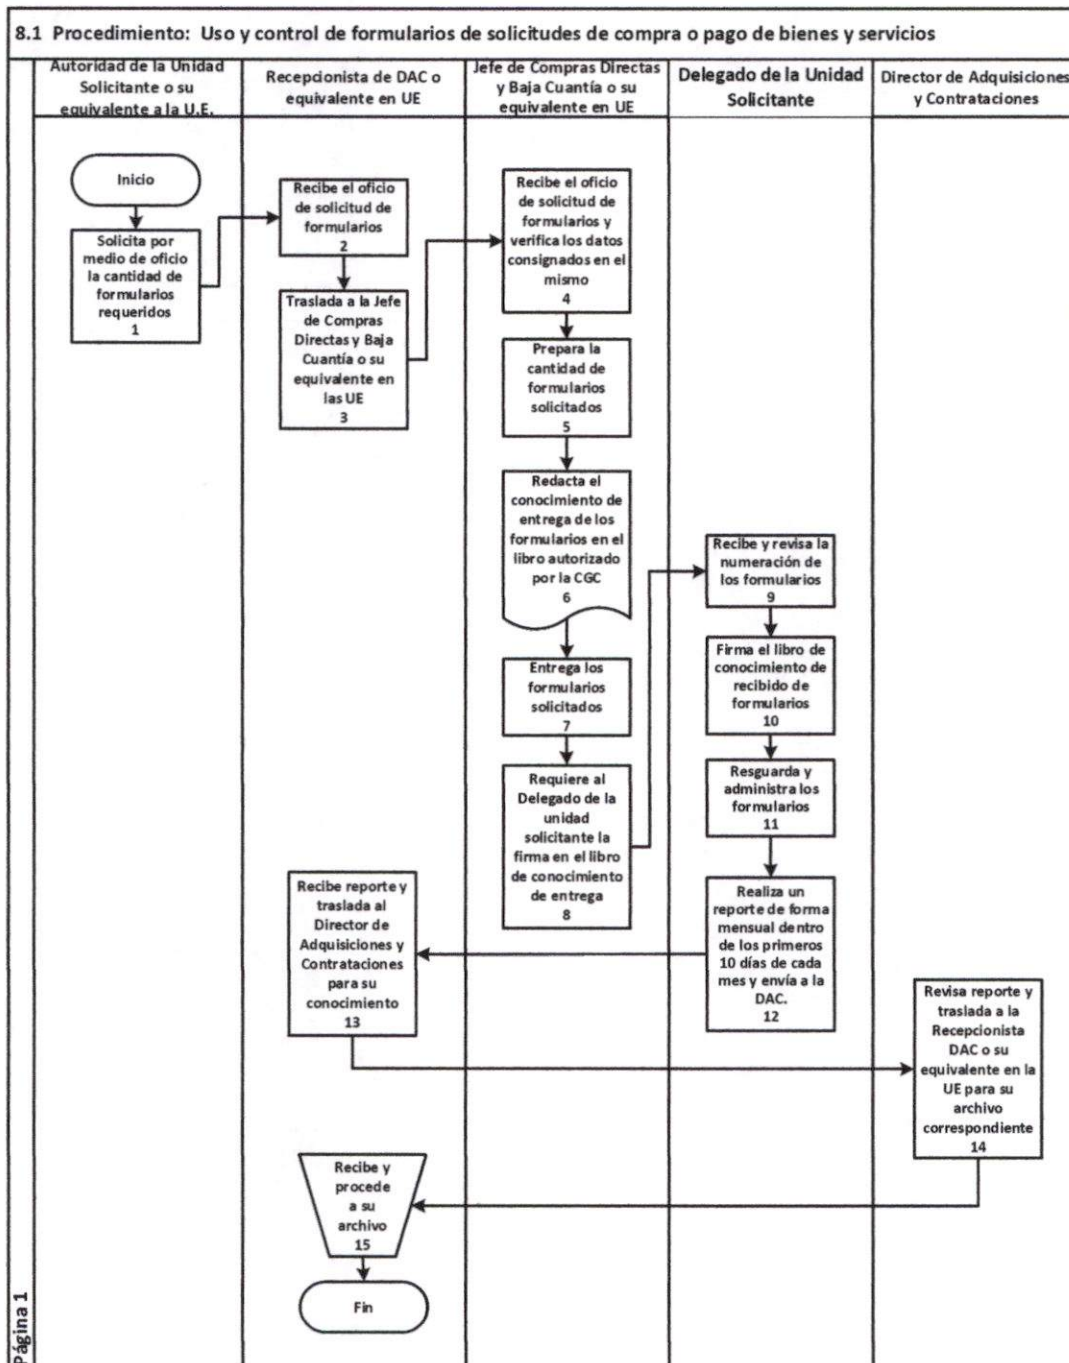 8.1 Procedimiento: Uso y control de formularios de solicitudes de compra o pago de bienes y servicios
Autoridad de la Unidad
Solicitante o su
equivalente a la U.E.
Recepcionista de DAC o
equivalente en UE
Jefe de Compras Directas
y Baja Cuantía o su
equivalente en UE
Delegado de la Unidad
Solicitante
Director de Adquisiciones
y Contrataciones
Inicio
Solicita por
medio de oficio
la cantidad de
formularios
requeridos
1
Recibe el oficio
de solicitud de
formularios
2
Traslada a la Jefe
de Compras
Directas y Baja
Cuantía o su
equivalente en
las UE
3
Recibe el oficio
de solicitud de
formularios y
verifica los datos
consignados en el
mismo
4
Prepara la
cantidad de
formularios
solicitados
5
Redacta el
conocimiento de
entrega de los
formularios en el
libro autorizado
por la CGC
6
Entrega los
formularios
solicitados
7
Requiere al
Delegado de la
unidad
solicitante la
firma en el libro
de conocimiento
de entrega
8
Recibe y revisa la
numeración de
los formularios
9
Firma el libro de
conocimiento de
recibido de
formularios
10
Resguarda y
administra los
formularios
11
Realiza un
reporte de forma
mensual dentro
de los primeros
10 días de cada
mes y envía a la
DAC.
12
Recibe reporte y
traslada al
Director de
Adquisiciones y
Contrataciones
para su
conocimiento
13
Revisa reporte y
traslada a la
Recepcionista
DAC o su
equivalente en la
UE para su
archivo
correspondiente
14
Recibe y
procede
a su
archivo
15
Fin
Página 1